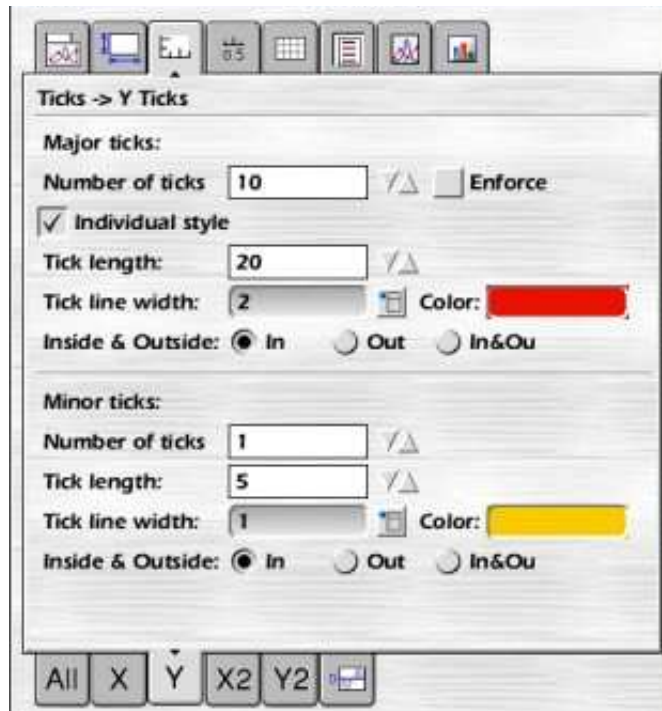 0.5
Ticks -> Y Ticks
Major ticks:
Number of ticks 10 Enforce
Individual style
Tick length: 20
Tick line width: 2 Color:
Inside & Outside: In Out In&Ou
Minor ticks:
Number of ticks 1
Tick length: 5
Tick line width: 1 Color:
Inside & Outside: In Out In&Ou
All X Y X2 Y2